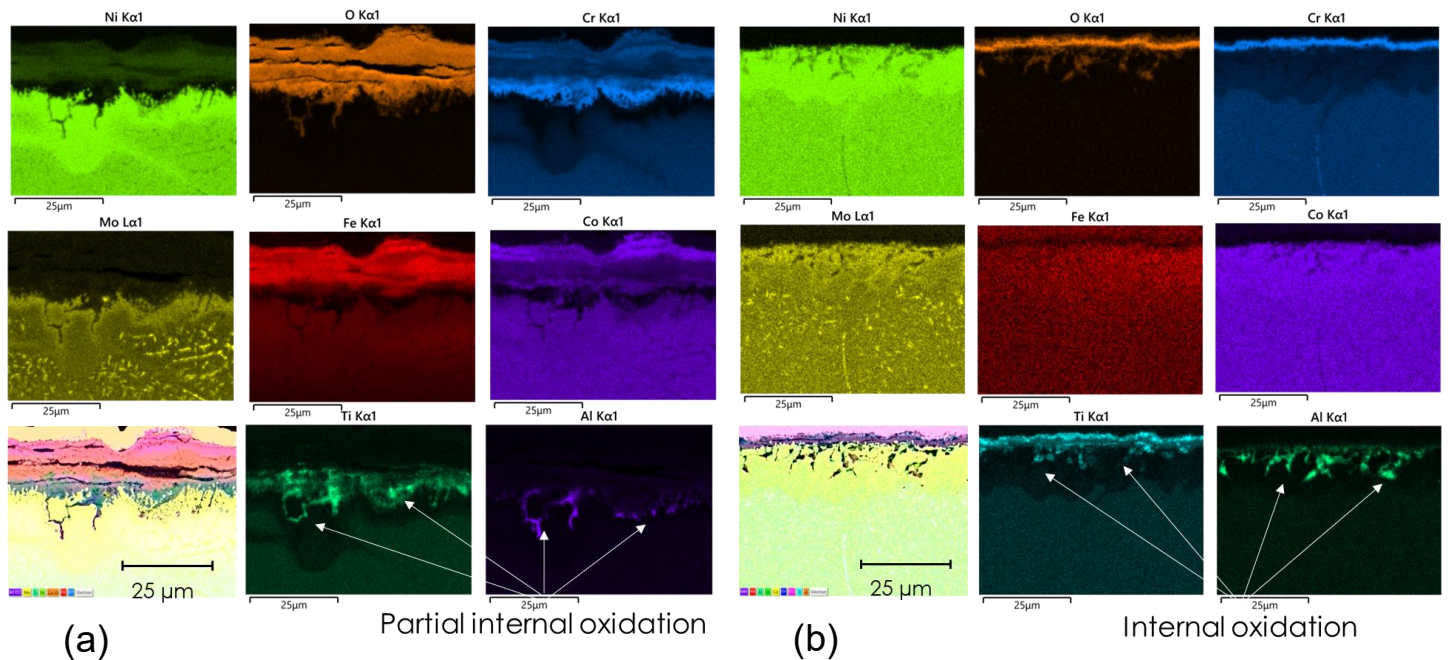 Ni Kα1 O Kα1 Cr Kα1
25μm 25μm 25μm
Mo Lα1 Fe Kα1 Co Kα1
25μm 25μm 25μm
Ti Kα1 Al Kα1
25 μm 25μm 25μm
Partial internal oxidation
(a)
Ni Kα1 O Kα1 Cr Kα1
25μm 25μm 25μm
Mo Lα1 Fe Kα1 Co Kα1
25μm 25μm 25μm
Ti Kα1 Al Kα1
25 μm 25μm 25μm
Internal oxidation
(b)